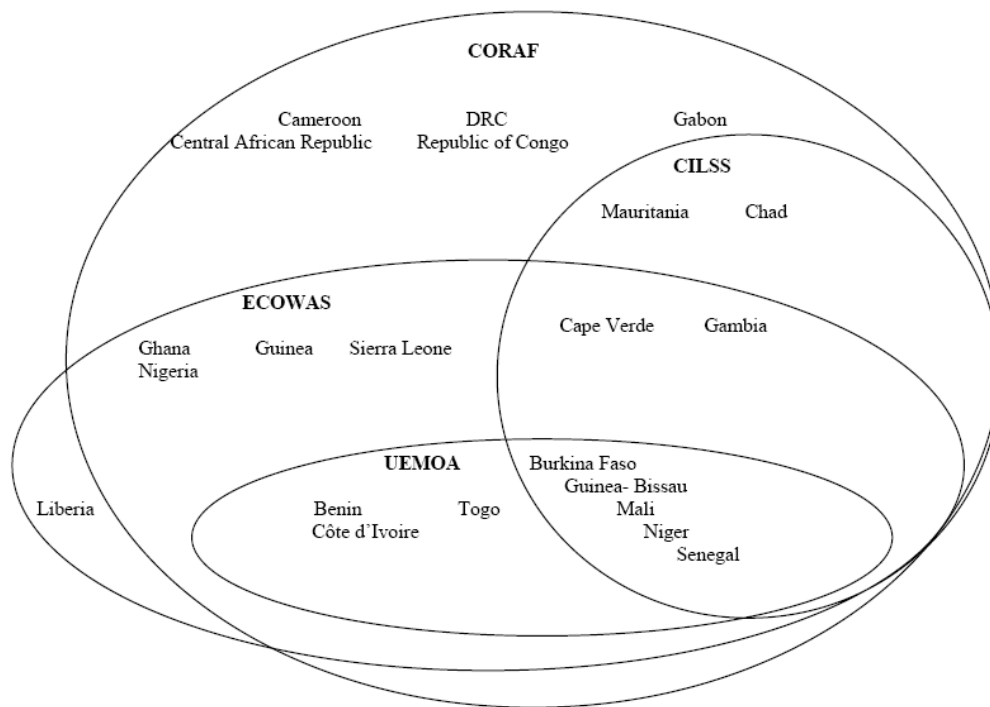 CORAF
Cameroon DRC Gabon
Central African Republic Republic of Congo
CILSS
Mauritania Chad
ECOWAS
Cape Verde Gambia
Ghana Guinea Sierra Leone
Nigeria
UEMOA Burkina Faso
Guinea- Bissau
Liberia Benin Togo Mali
Côte d’Ivoire Niger
Senegal